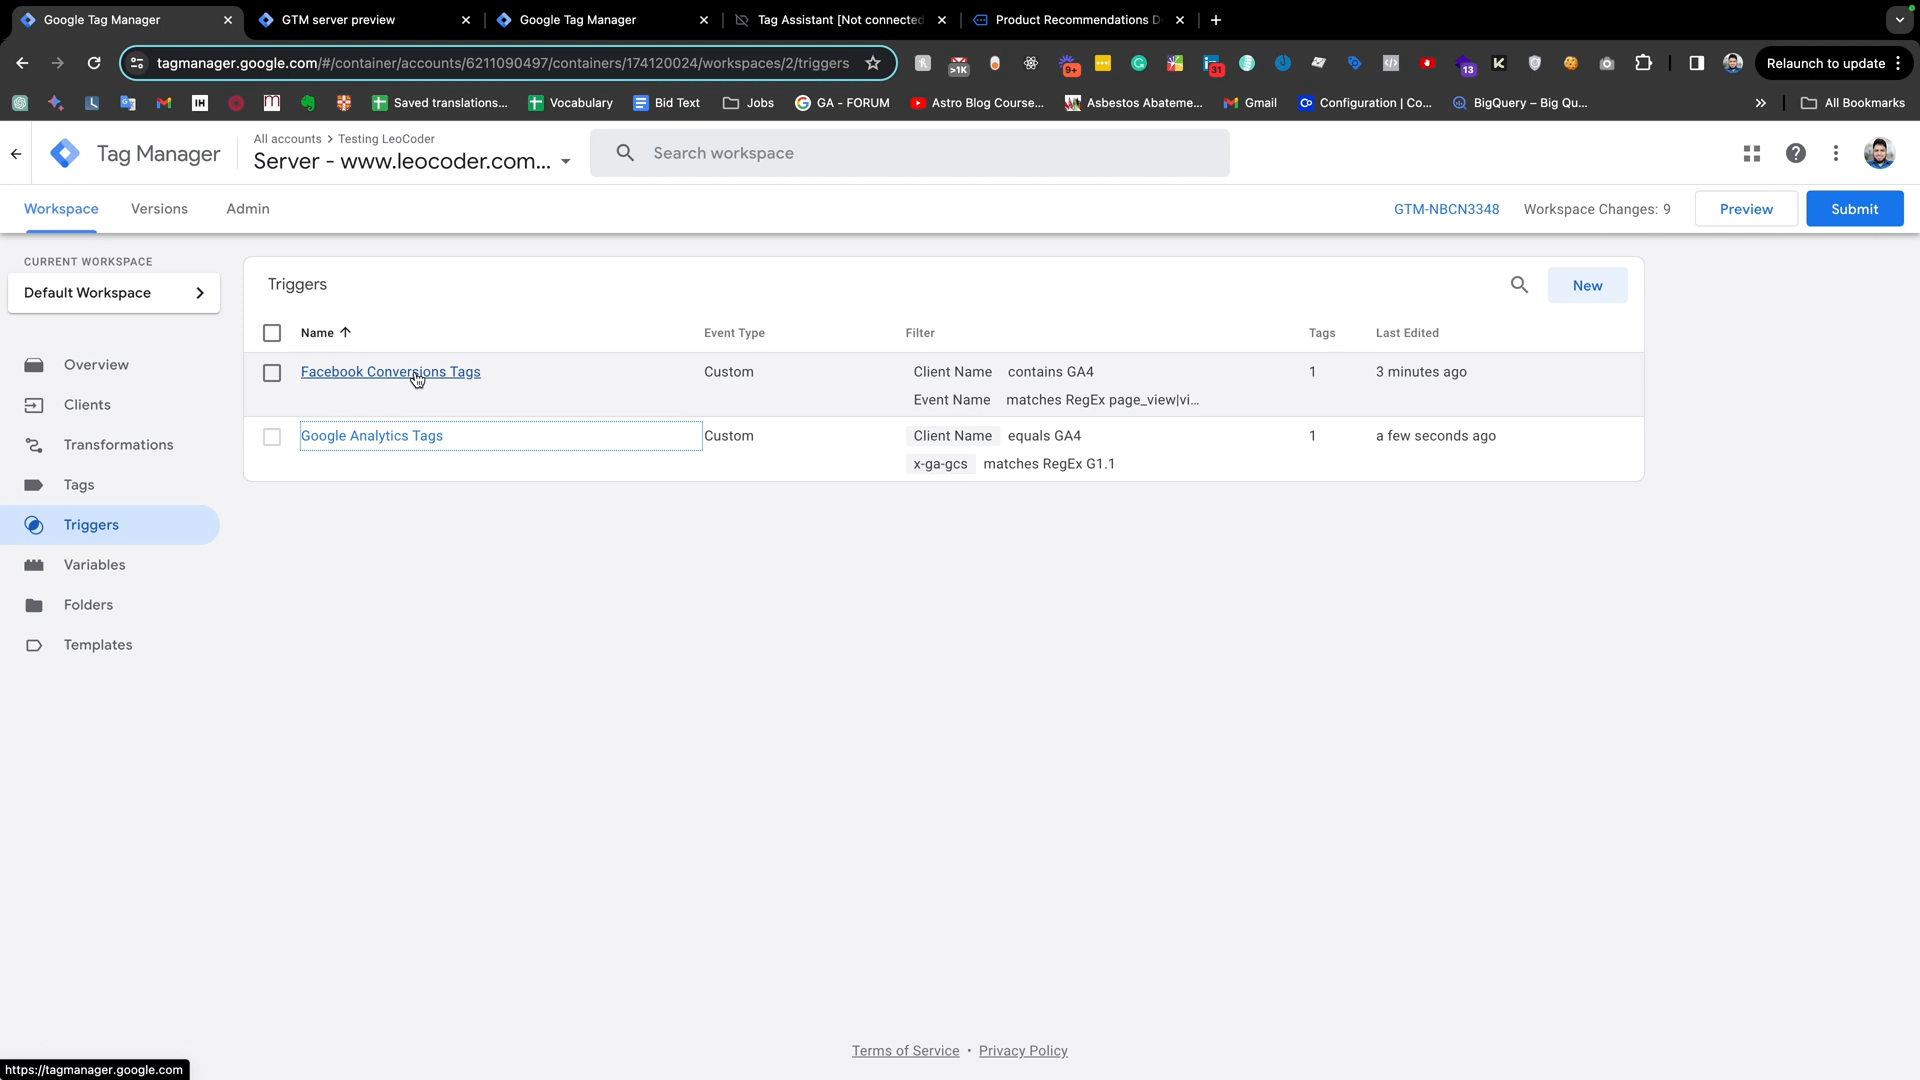 Google Tag Manager
GTM server preview
Google Tag Manager
Tag Assistant [Not connected
Product Recommendations D
tagmanager.google.com/#/container/accounts/6211090497/containers/174120024/workspaces/2/triggers
>1K
9+
31
13
Relaunch to update
IH
Saved translations...
Vocabulary
Bid Text
Jobs
GA - FORUM
Astro Blog Course...
Asbestos Abateme...
Gmail
Configuration | Co...
BigQuery – Big Qu...
All Bookmarks
Tag Manager
All accounts > Testing LeoCoder
Server - www.leocoder.com...
Search workspace
Workspace
Versions
Admin
GTM-NBCN3348
Workspace Changes: 9
Preview
Submit
CURRENT WORKSPACE
Default Workspace
Overview
Clients
Transformations
Tags
Triggers
Variables
Folders
Templates
Triggers
New
Name
Event Type
Filter
Tags
Last Edited
Facebook Conversions Tags
Custom
Client Name contains GA4
1
3 minutes ago
Event Name matches RegEx page_view|vi...
Google Analytics Tags
Custom
Client Name equals GA4
1
a few seconds ago
x-ga-gcs matches RegEx G1.1
Terms of Service • Privacy Policy
https://tagmanager.google.com